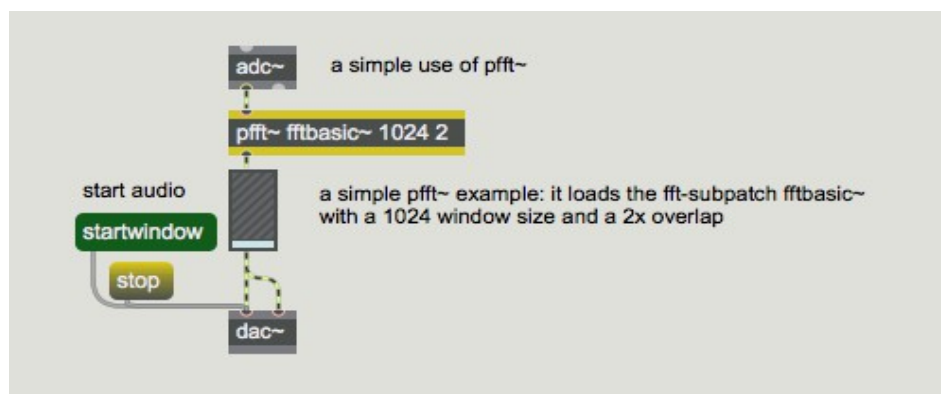 adc~
a simple use of pfft~
pfft~ fftbasic~ 1024 2
start audio
a simple pfft~ example: it loads the fft-subpatch fftbasic~
with a 1024 window size and a 2x overlap
startwindow
stop
dac~